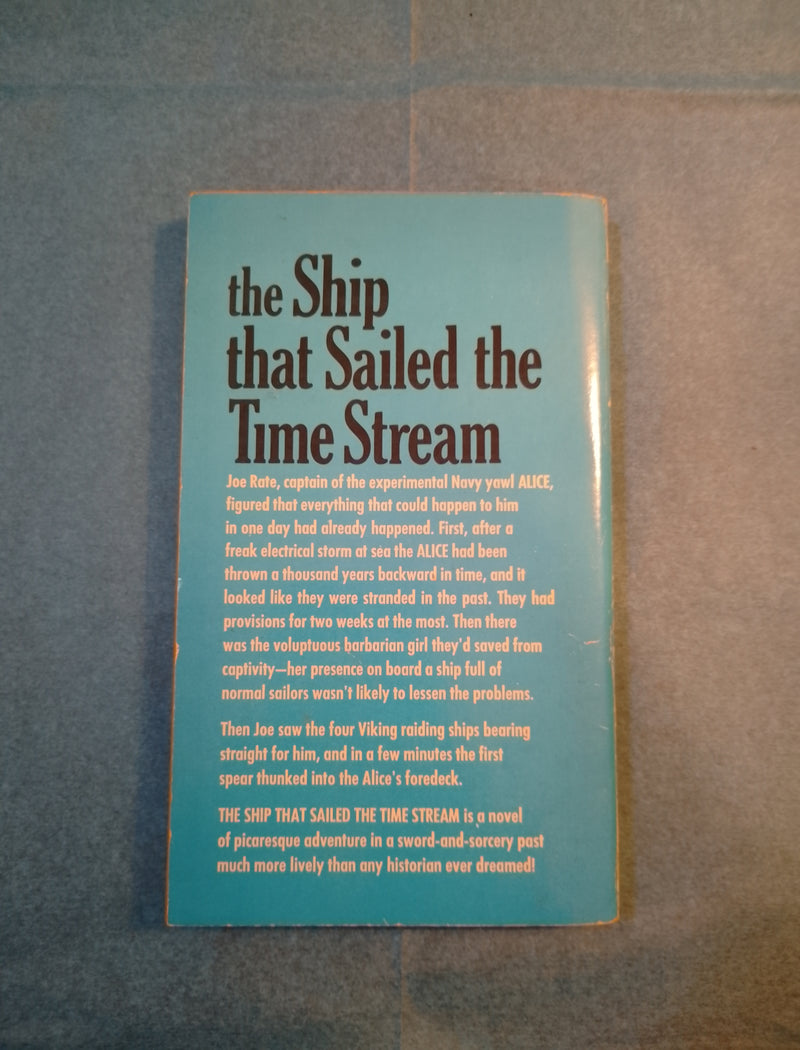 the Ship
that Sailed the
Time Stream
Joe Rate, captain of the experimental Navy yawl ALICE,
figured that everything that could happen to him
in one day had already happened. First, after a
freak electrical storm at sea the ALICE had been
thrown a thousand years backward in time, and it
looked like they were stranded in the past. They had
provisions for two weeks at the most. Then there
was the voluptuous barbarian girl they'd saved from
captivity—her presence on board a ship full of
normal sailors wasn't likely to lessen the problems.
Then Joe saw the four Viking raiding ships bearing
straight for him, and in a few minutes the first
spear thunked into the Alice's foredeck.
THE SHIP THAT SAILED THE TIME STREAM is a novel
of picaresque adventure in a sword-and-sorcery past
much more lively than any historian ever dreamed!